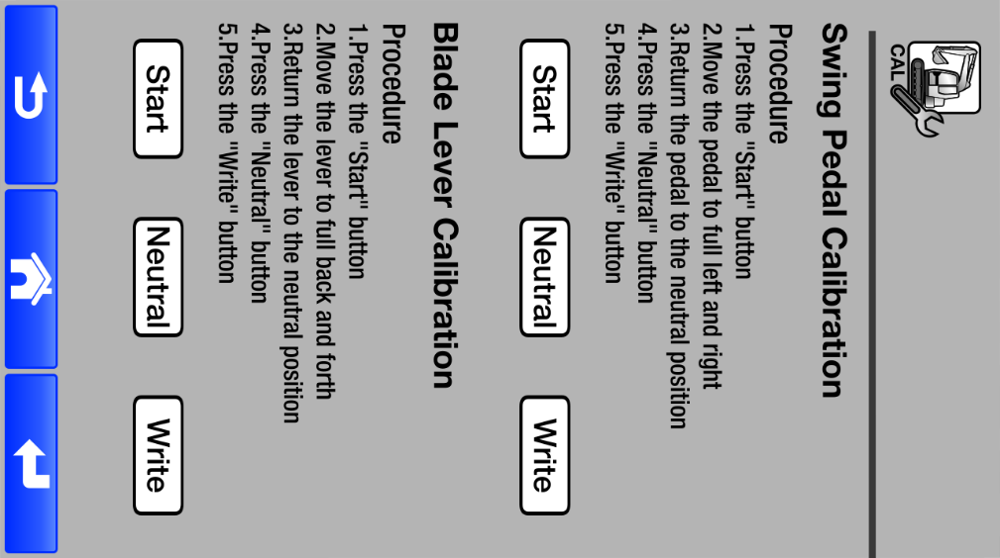 CAL
Swing Pedal Calibration
Procedure
1.Press the "Start" button
2.Move the pedal to full left and right
3.Return the pedal to the neutral position
4.Press the "Neutral" button
5.Press the "Write" button
Start Neutral Write
Blade Lever Calibration
Procedure
1.Press the "Start" button
2.Move the lever to full back and forth
3.Return the lever to the neutral position
4.Press the "Neutral" button
5.Press the "Write" button
Start Neutral Write